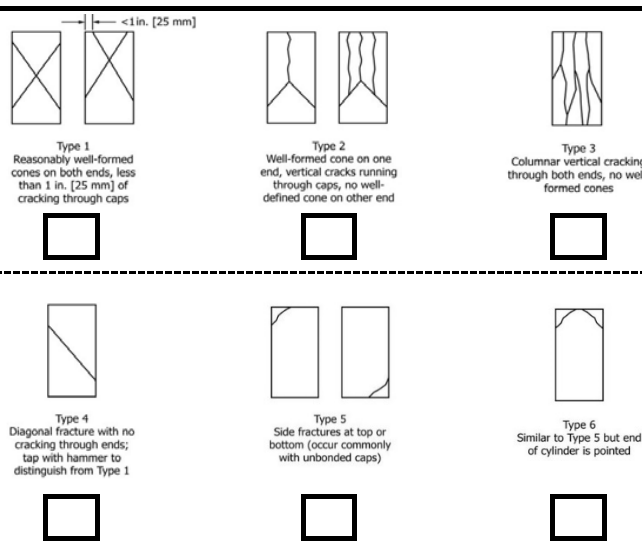 <1 in. [25 mm]
Type 1
Reasonably well-formed
cones on both ends, less
than 1 in. [25 mm] of
cracking through caps
Type 2
Well-formed cone on one
end, vertical cracks running
through caps, no well-
defined cone on other end
Type 3
Columnar vertical cracking
through both ends, no wel
formed cones
Type 4
Diagonal fracture with no
cracking through ends;
tap with hammer to
distinguish from Type 1
Type 5
Side fractures at top or
bottom (occur commonly
with unbonded caps)
Type 6
Similar to Type 5 but end
of cylinder is pointed